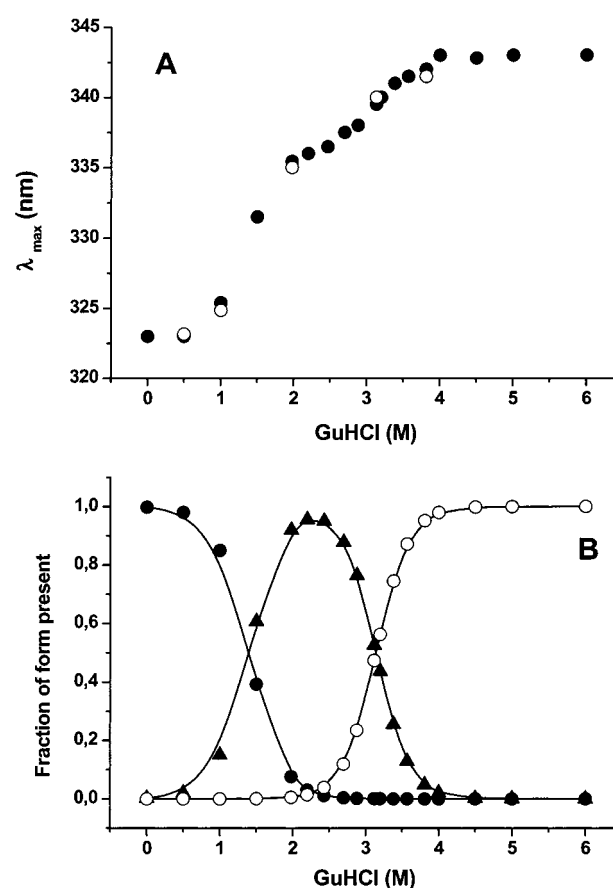 A
345
340
335
330
325
320
λ max (nm)
0 1 2 3 4 5 6
GuHCl (M)
B
1,0
0,8
0,6
0,4
0,2
0,0
Fraction of form present
0 1 2 3 4 5 6
GuHCl (M)